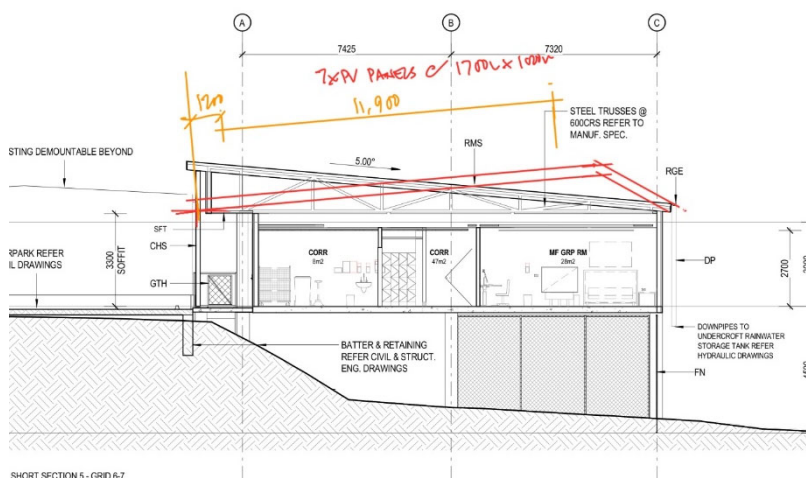 A
B
C
7425
7320
7xPV PANELS @ 1700L x 1000W
1200
11,900
STEEL TRUSSES @
600CRS REFER TO
MANUF. SPEC.
STING DEMOUNTABLE BEYOND
5.00°
RMS
RGE
SFT
CHS
3300
SOFFIT
RPARK REFER
IL DRAWINGS
GTH
CORR
8m2
CORR
47m2
MF GRP RM
28m2
2700
DP
DOWNPIPES TO
UNDERCROFT RAINWATER
STORAGE TANK REFER
HYDRAULIC DRAWINGS
BATTER & RETAINING
REFER CIVIL & STRUCT.
ENG. DRAWINGS
FN
SHORT SECTION 5 - GRID 6-7